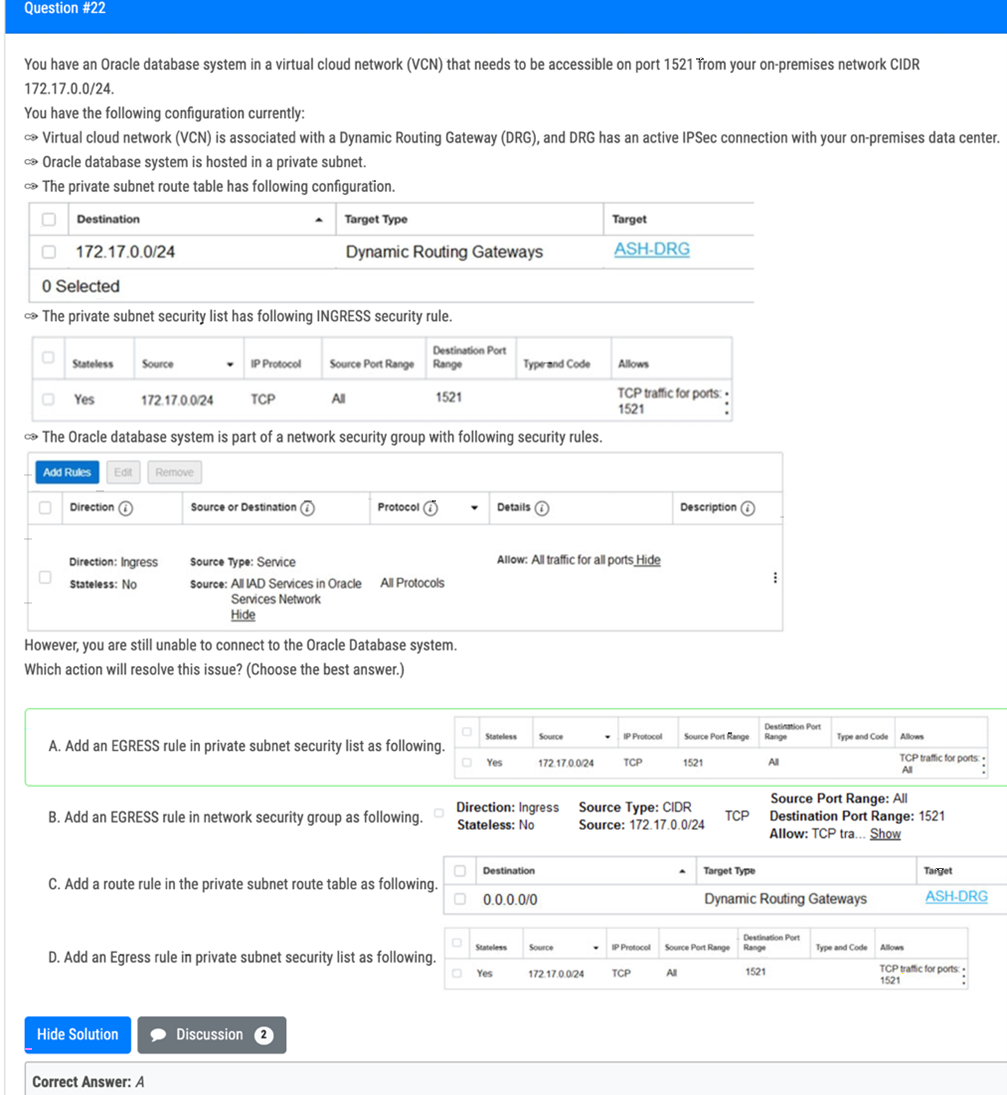 Question #22
You have an Oracle database system in a virtual cloud network (VCN) that needs to be accessible on port 1521 from your on-premises network CIDR
172.17.0.0/24.
You have the following configuration currently:
✑ Virtual cloud network (VCN) is associated with a Dynamic Routing Gateway (DRG), and DRG has an active IPSec connection with your on-premises data center.
✑ Oracle database system is hosted in a private subnet.
✑ The private subnet route table has following configuration.
Destination Target Type Target
172.17.0.0/24 Dynamic Routing Gateways ASH-DRG
0 Selected
✑ The private subnet security list has following INGRESS security rule.
Stateless Source IP Protocol Source Port Range Destination Port Range Type and Code Allows
Yes 172.17.0.0/24 TCP All 1521 TCP traffic for ports: 1521
✑ The Oracle database system is part of a network security group with following security rules.
Add Rules Edit Remove
Direction Source or Destination Protocol Details Description
Direction: Ingress Source Type: Service Allow: All traffic for all ports Hide
Stateless: No Source: All IAD Services in Oracle All Protocols
Services Network
Hide
However, you are still unable to connect to the Oracle Database system.
Which action will resolve this issue? (Choose the best answer.)
A. Add an EGRESS rule in private subnet security list as following.
Stateless Source IP Protocol Source Port Range Destination Port Range Type and Code Allows
Yes 172.17.0.0/24 TCP 1521 All TCP traffic for ports: All
B. Add an EGRESS rule in network security group as following.
Direction: Ingress Source Type: CIDR TCP Source Port Range: All
Stateless: No Source: 172.17.0.0/24 Destination Port Range: 1521
Allow: TCP tra... Show
C. Add a route rule in the private subnet route table as following.
Destination Target Type Target
0.0.0.0/0 Dynamic Routing Gateways ASH-DRG
D. Add an Egress rule in private subnet security list as following.
Stateless Source IP Protocol Source Port Range Destination Port Range Type and Code Allows
Yes 172.17.0.0/24 TCP All 1521 TCP traffic for ports: 1521
Hide Solution Discussion 2
Correct Answer: A